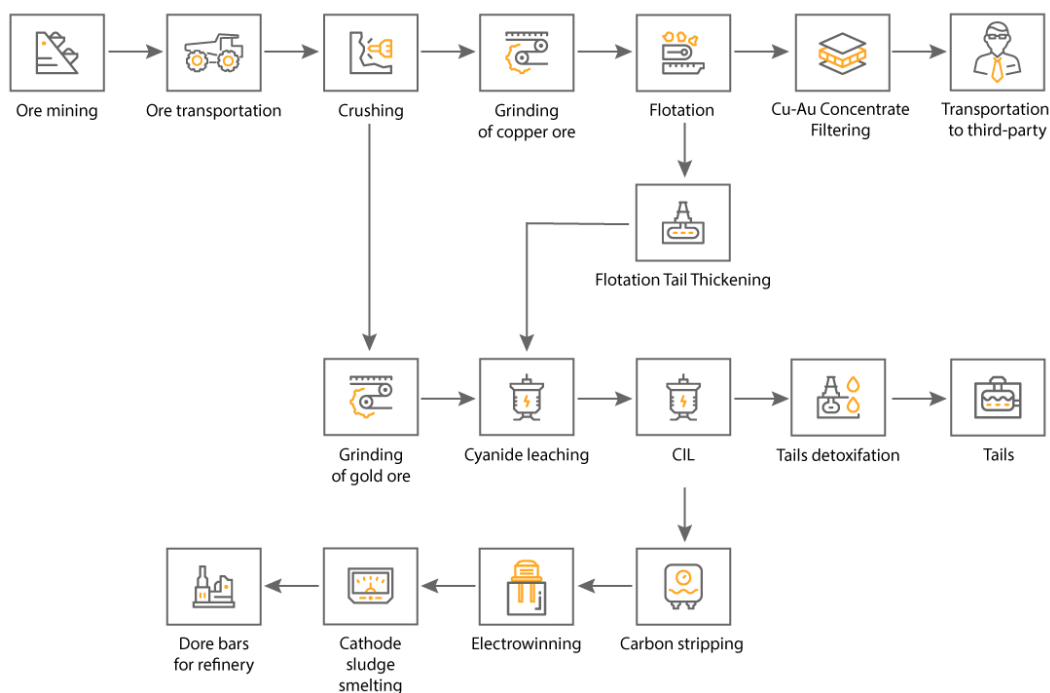 Ore mining
Ore transportation
Crushing
Grinding
of copper ore
Flotation
Cu-Au Concentrate
Filtering
Transportation
to third-party
Flotation Tail Thickening
Grinding
of gold ore
Cyanide leaching
CIL
Tails detoxifation
Tails
Dore bars
for refinery
Cathode
sludge
smelting
Electrowinning
Carbon stripping